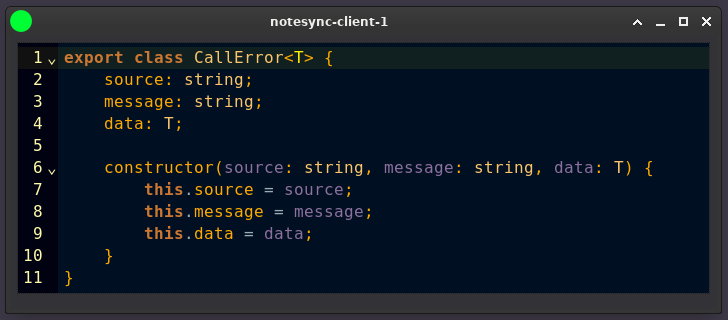 notesync-client-1
1 export class CallError<T> {
2     source: string;
3     message: string;
4     data: T;
5
6     constructor(source: string, message: string, data: T) {
7         this.source = source;
8         this.message = message;
9         this.data = data;
10     }
11 }